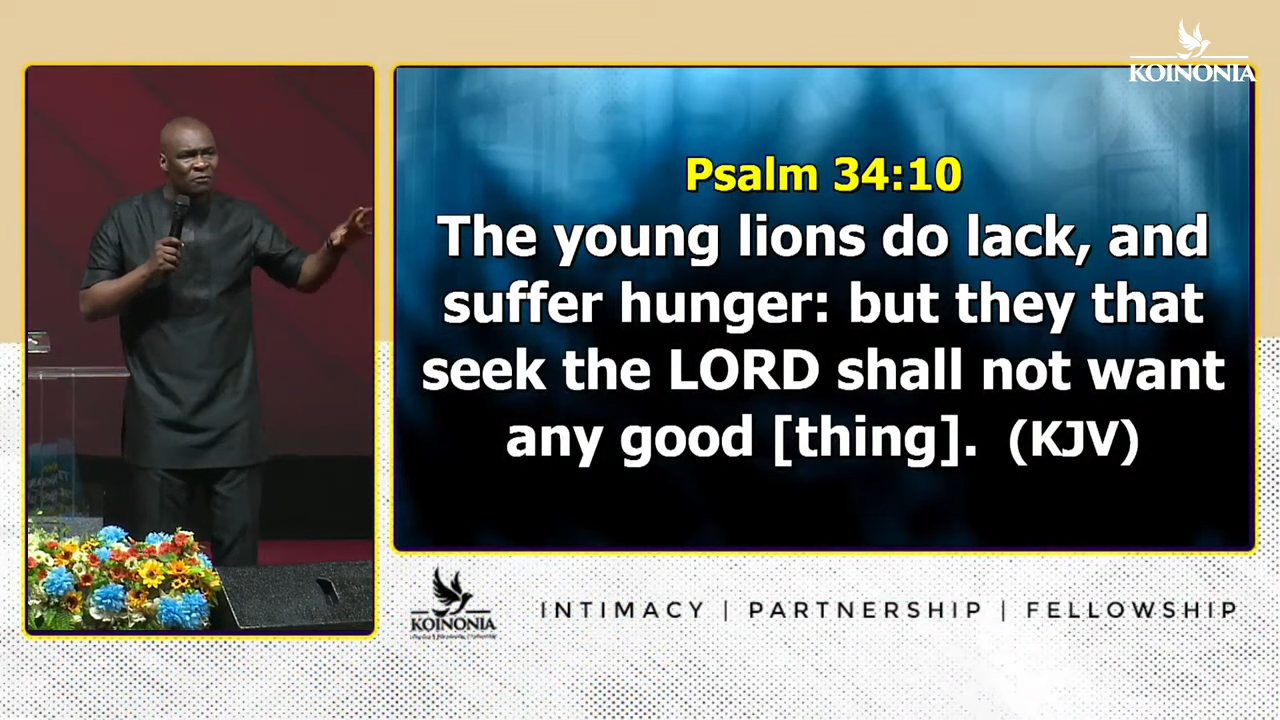 KOINONIA
Psalm 34:10
The young lions do lack, and
suffer hunger: but they that
seek the LORD shall not want
any good [thing]. (KJV)
KOINONIA
INTIMACY | PARTNERSHIP | FELLOWSHIP